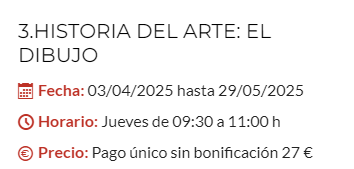 3.HISTORIA DEL ARTE: EL
DIBUJO
Fecha: 03/04/2025 hasta 29/05/2025
Horario: Jueves de 09:30 a 11:00 h
Precio: Pago único sin bonificación 27 €